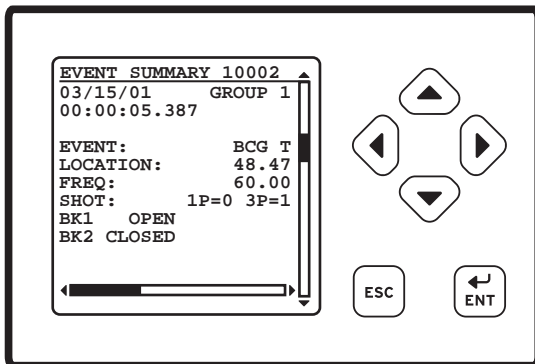 EVENT SUMMARY 10002
03/15/01 GROUP 1
00:00:05.387
EVENT: BCG T
LOCATION: 48.47
FREQ: 60.00
SHOT: 1P=0 3P=1
BK1 OPEN
BK2 CLOSED
ESC
ENT